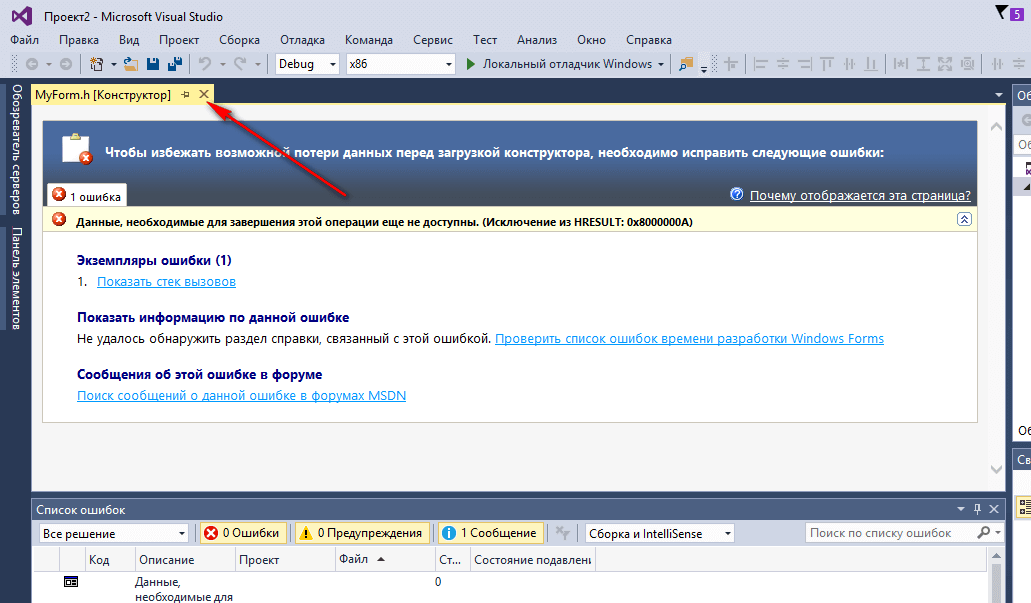 Проект2 - Microsoft Visual Studio
5
Файл Правка Вид Проект Сборка Отладка Команда Сервис Тест Анализ Окно Справка
Debug x86 Локальный отладчик Windows
Обозреватель серверов
Панель элементов
MyForm.h [Конструктор]
Чтобы избежать возможной потери данных перед загрузкой конструктора, необходимо исправить следующие ошибки:
1 ошибка
Почему отображается эта страница?
Данные, необходимые для завершения этой операции еще не доступны. (Исключение из HRESULT: 0x8000000A)
Экземпляры ошибки (1)
1. Показать стек вызовов
Показать информацию по данной ошибке
Не удалось обнаружить раздел справки, связанный с этой ошибкой. Проверить список ошибок времени разработки Windows Forms
Сообщения об этой ошибке в форуме
Поиск сообщений о данной ошибке в форумах MSDN
Список ошибок
Все решение 0 Ошибки 0 Предупреждения 1 Сообщение Сборка и IntelliSense Поиск по списку ошибок
Код Описание Проект Файл Ст... Состояние подавлени
Данные, 0
необходимые для